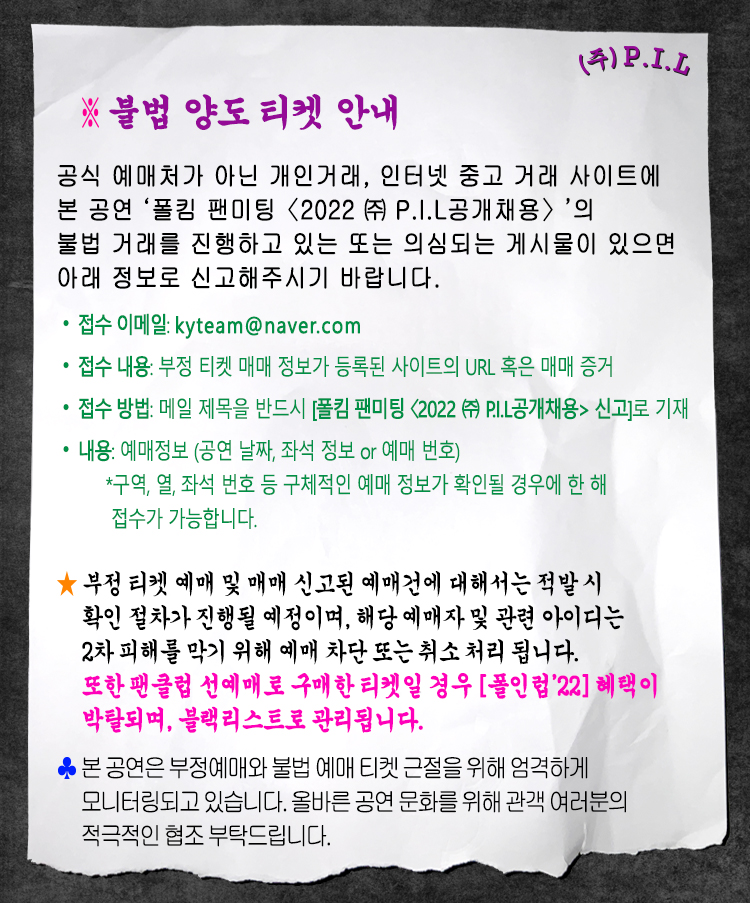 (주) P.I.L
※ 불법 양도 티켓 안내
공식 예매처가 아닌 개인거래, 인터넷 중고 거래 사이트에
본 공연 ‘폴킴 팬미팅 〈2022 ㈜ P.I.L공개채용〉 ’의
불법 거래를 진행하고 있는 또는 의심되는 게시물이 있으면
아래 정보로 신고해주시기 바랍니다.
• 접수 이메일: kyteam@naver.com
• 접수 내용: 부정 티켓 매매 정보가 등록된 사이트의 URL 혹은 매매 증거
• 접수 방법: 메일 제목을 반드시 [폴킴 팬미팅 〈2022 ㈜ P.I.L공개채용> 신고]로 기재
• 내용: 예매정보 (공연 날짜, 좌석 정보 or 예매 번호)
*구역, 열, 좌석 번호 등 구체적인 예매 정보가 확인될 경우에 한 해
접수가 가능합니다.
★ 부정 티켓 예매 및 매매 신고된 예매건에 대해서는 적발 시
확인 절차가 진행될 예정이며, 해당 예매자 및 관련 아이디는
2차 피해를 막기 위해 예매 차단 또는 취소 처리 됩니다.
또한 팬클럽 선예매로 구매한 티켓일 경우 [폴인럽’22] 혜택이
박탈되며, 블랙리스트로 관리됩니다.
♣ 본 공연은 부정예매와 불법 예매 티켓 근절을 위해 엄격하게
모니터링되고 있습니다. 올바른 공연 문화를 위해 관객 여러분의
적극적인 협조 부탁드립니다.